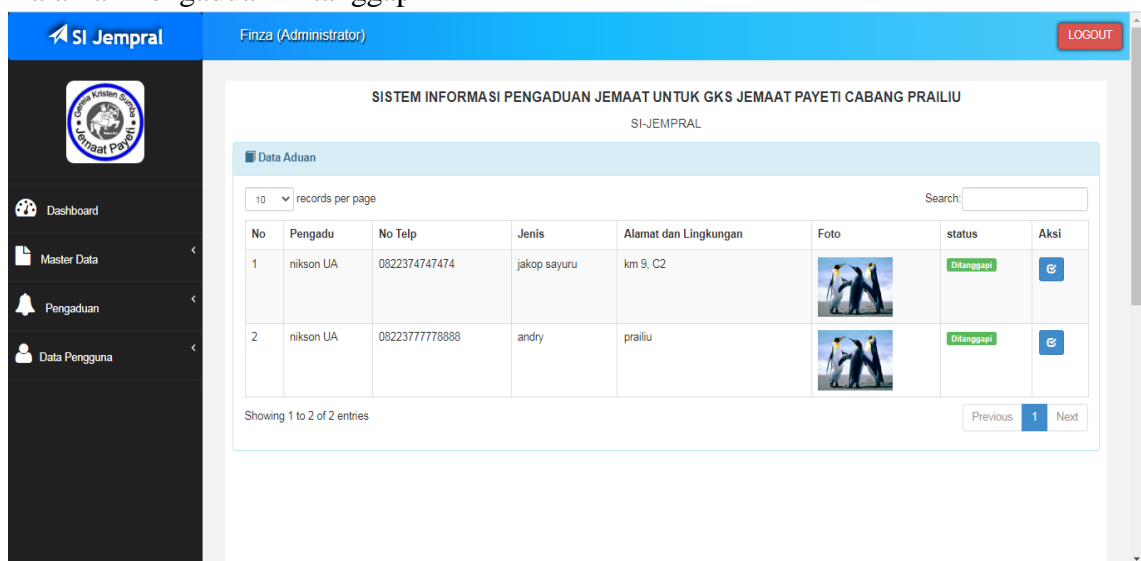 SI Jempral
Finza (Administrator)
LOGOUT
Gereja Kristen Sumba
Jemaat Payeti
SISTEM INFORMASI PENGADUAN JEMAAT UNTUK GKS JEMAAT PAYETI CABANG PRAILIU
SI-JEMPRAL
Data Aduan
Dashboard
Master Data
Pengaduan
Data Pengguna
10 records per page
Search:
No Pengadu No Telp Jenis Alamat dan Lingkungan Foto status Aksi
1 nikson UA 0822374747474 jakop sayuru km 9, C2 Ditanggapi
2 nikson UA 08223777778888 andry prailiu Ditanggapi
Showing 1 to 2 of 2 entries
Previous 1 Next